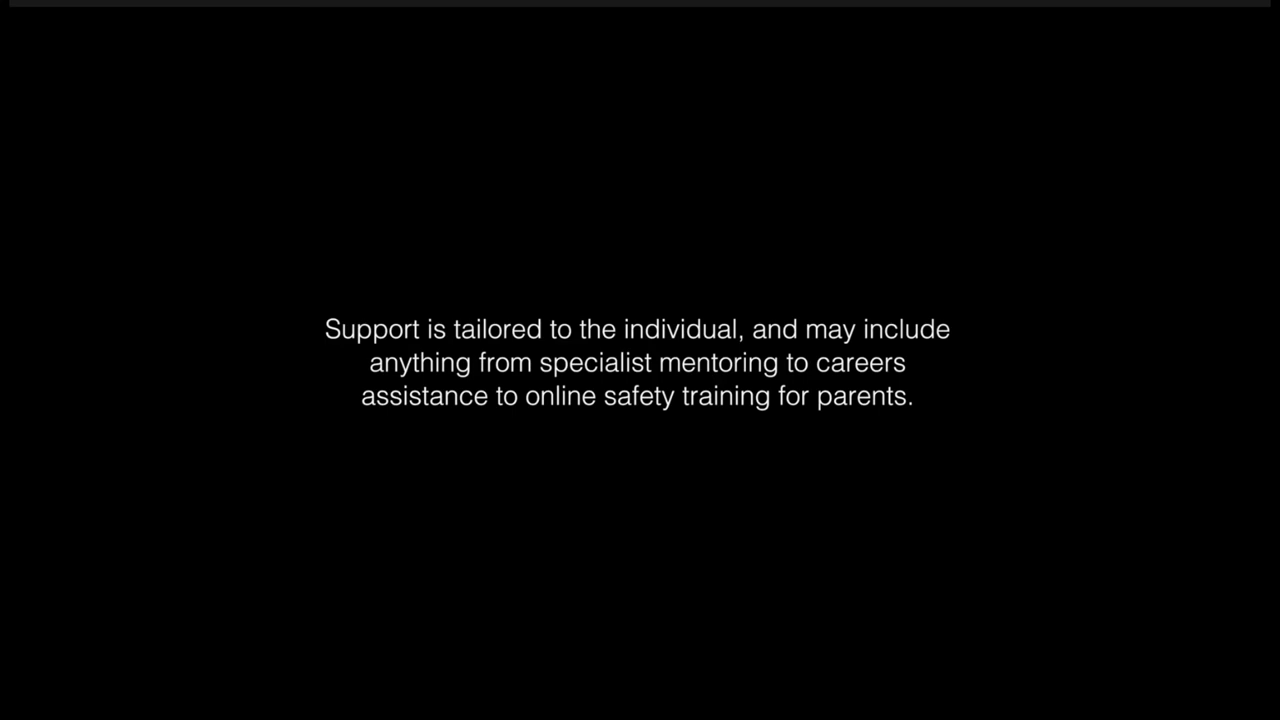 Support is tailored to the individual, and may include
anything from specialist mentoring to careers
assistance to online safety training for parents.